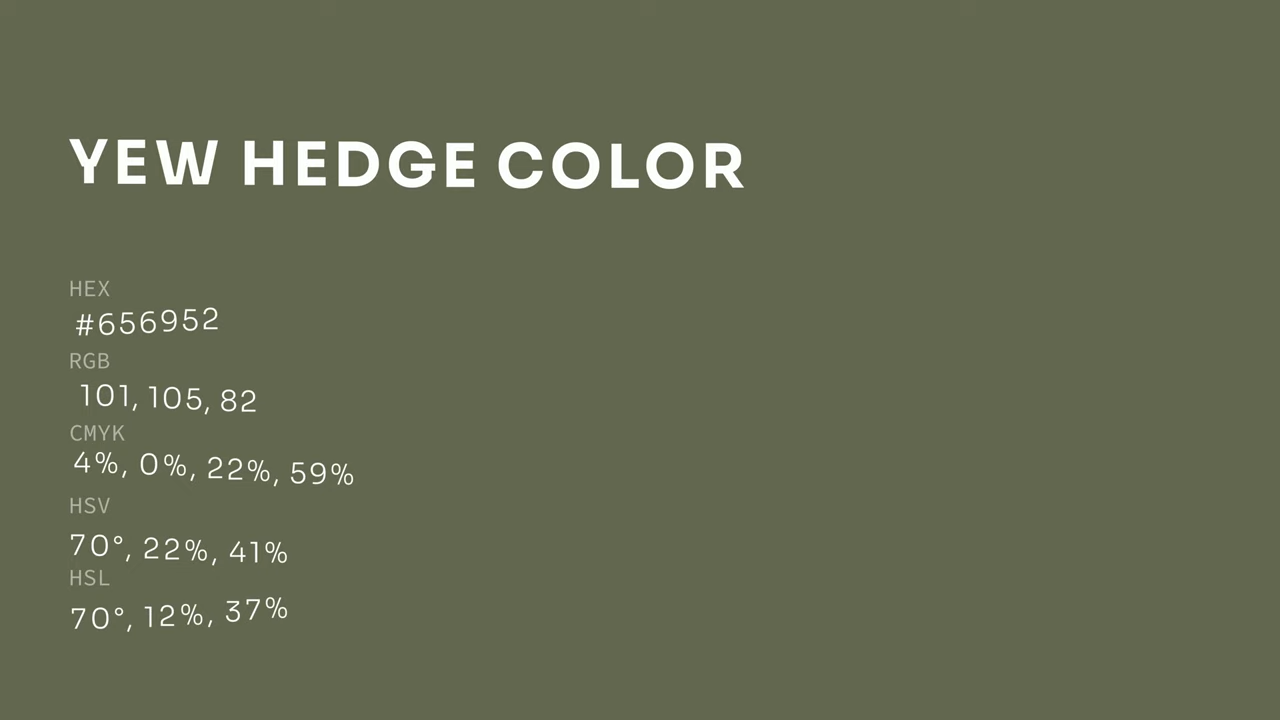 YEW HEDGE COLOR
HEX
#656952
RGB
101, 105, 82
CMYK
4%, 0%, 22%, 59%
HSV
70°, 22%, 41%
HSL
70°, 12%, 37%